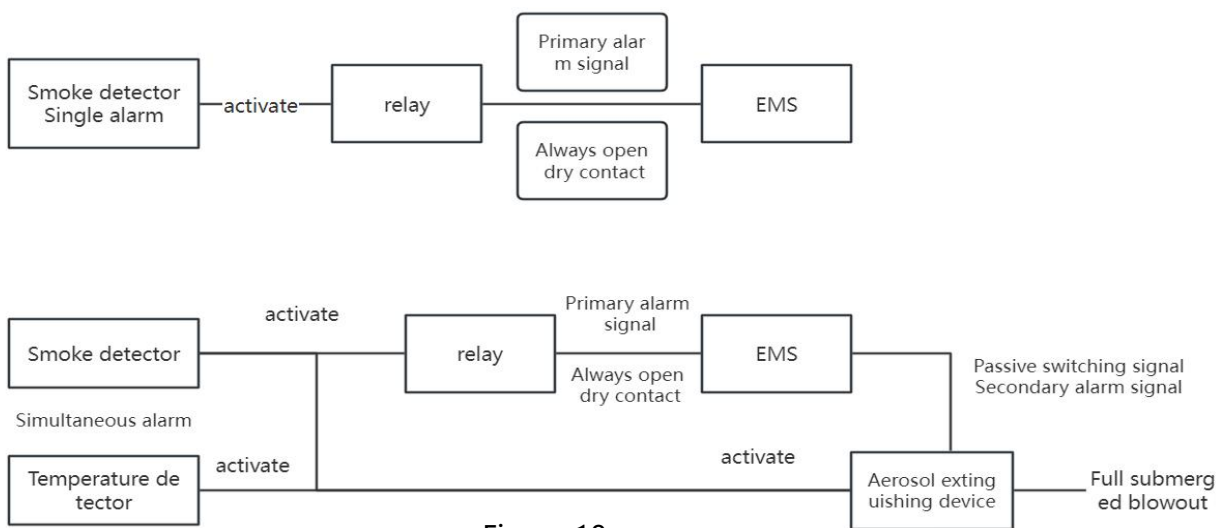 Primary alar
m signal
Smoke detector
Single alarm
activate
relay
EMS
Always open
dry contact
activate
Primary alarm
signal
Smoke detector
relay
EMS
Always open
dry contact
Passive switching signal
Secondary alarm signal
Simultaneous alarm
Temperature de
tector
activate
activate
Aerosol exting
uishing device
Full submerg
ed blowout